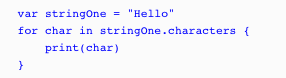 var stringOne = "Hello"
for char in stringOne.characters {
    print(char)
}